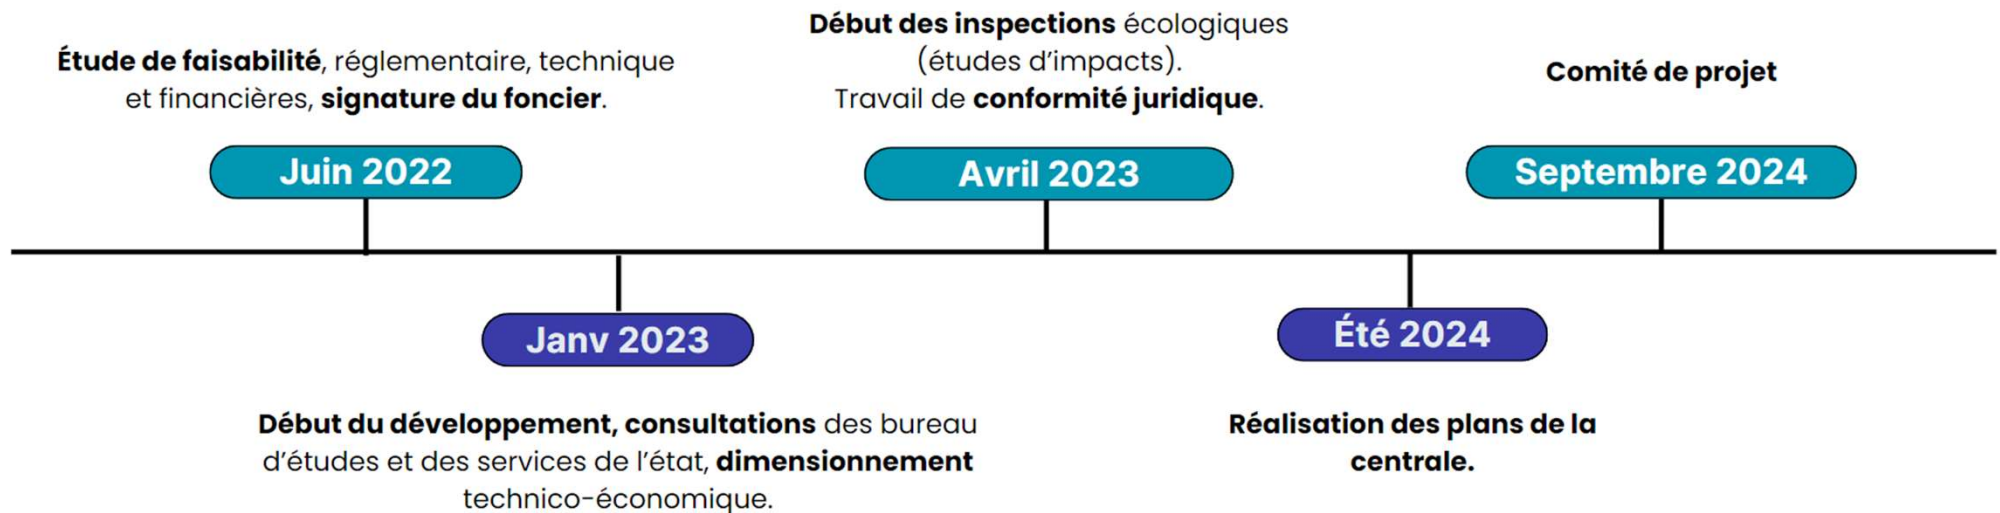 Étude de faisabilité, réglementaire, technique
et financières, signature du foncier.
Juin 2022
Janv 2023
Début du développement, consultations des bureau
d'études et des services de l'état, dimensionnement
technico-économique.
Début des inspections écologiques
(études d'impacts).
Travail de conformité juridique.
Avril 2023
Été 2024
Réalisation des plans de la
centrale.
Comité de projet
Septembre 2024